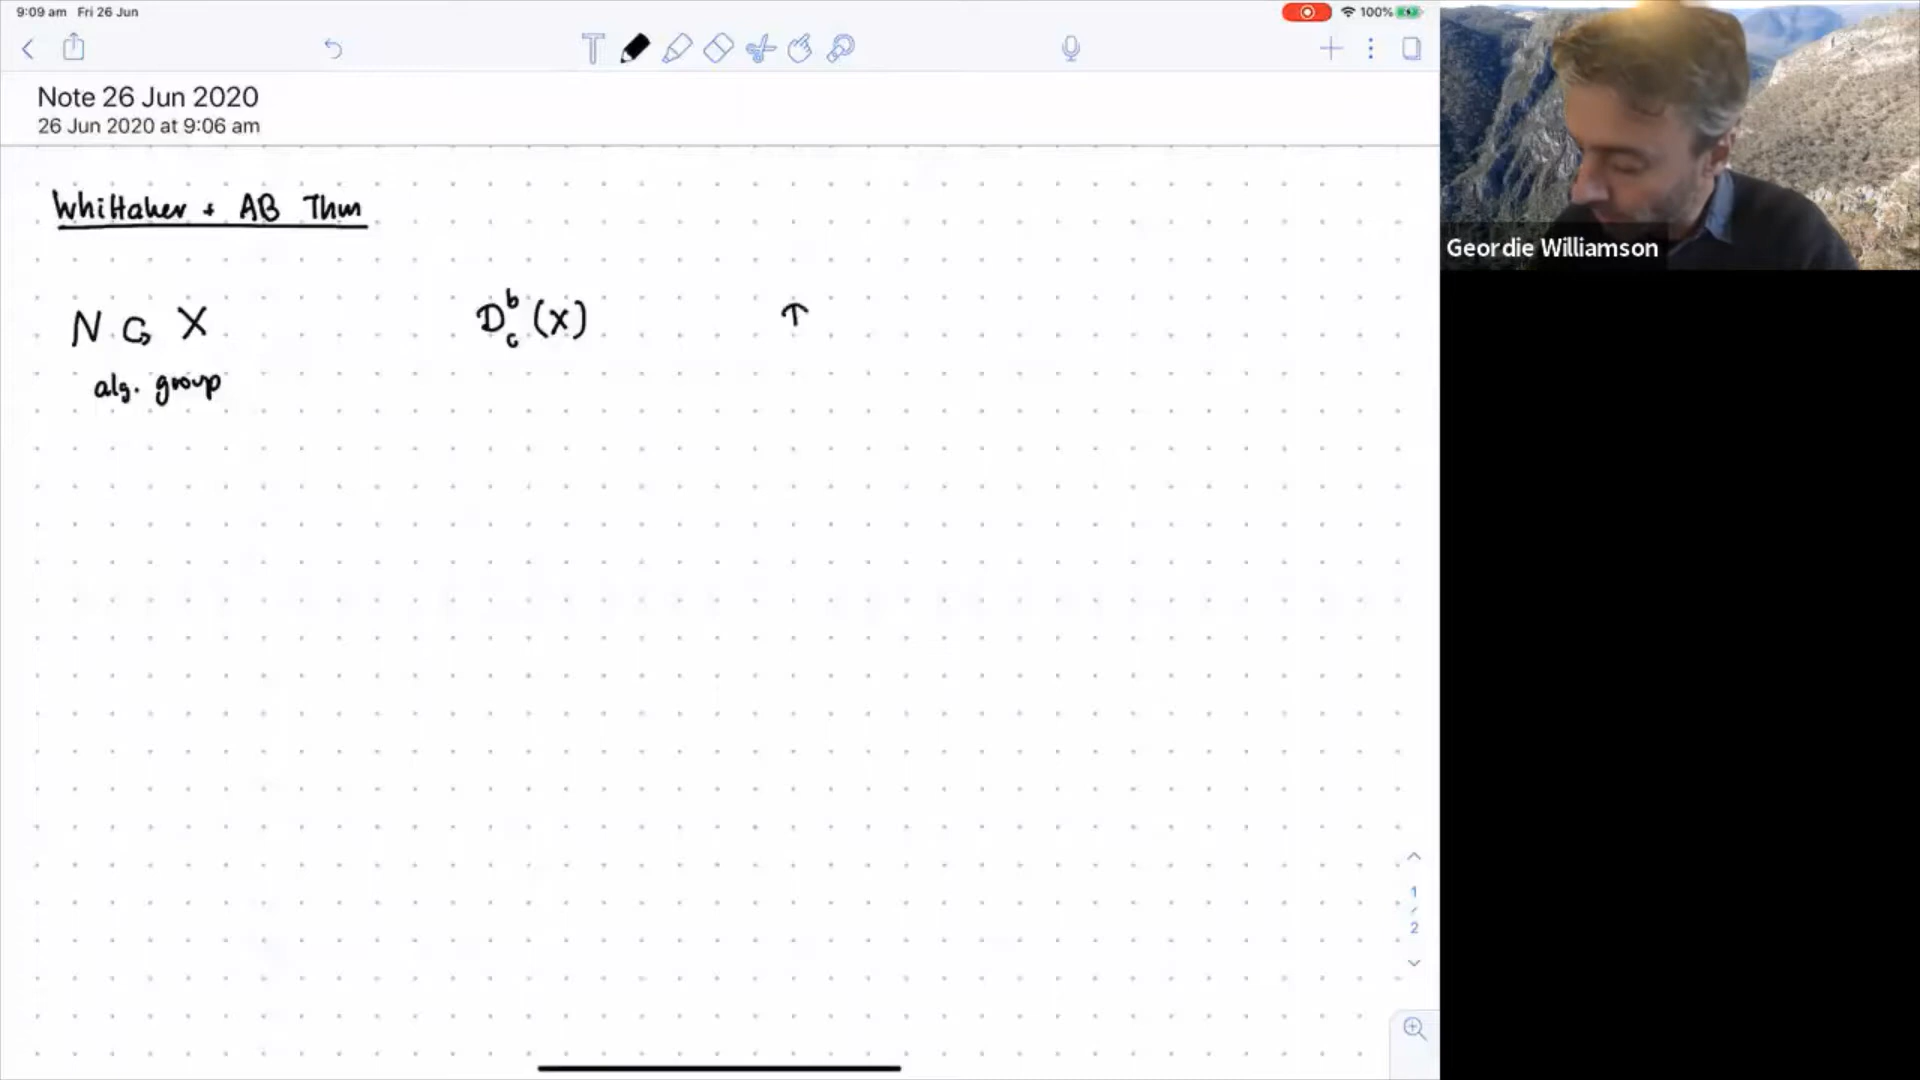 9:09 am Fri 26 Jun
100%
Note 26 Jun 2020
26 Jun 2020 at 9:06 am
Whittaker + AB Thm
N ↻ X D_c^b (X) ↑
alg. group
Geordie Williamson
1
/
2